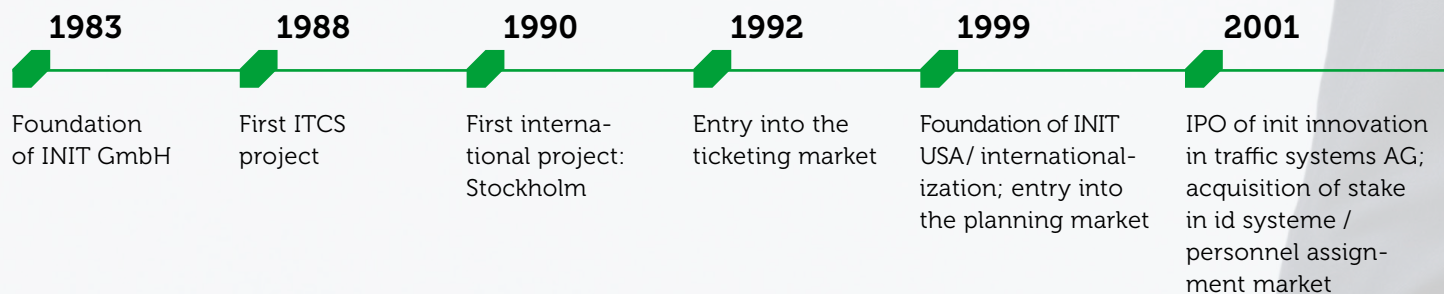 1983
Foundation
of INIT GmbH
1988
First ITCS
project
1990
First interna-
tional project:
Stockholm
1992
Entry into the
ticketing market
1999
Foundation of INIT
USA/ international-
ization; entry into
the planning market
2001
IPO of init innovation
in traffic systems AG;
acquisition of stake
in id systeme /
personnel assign-
ment market